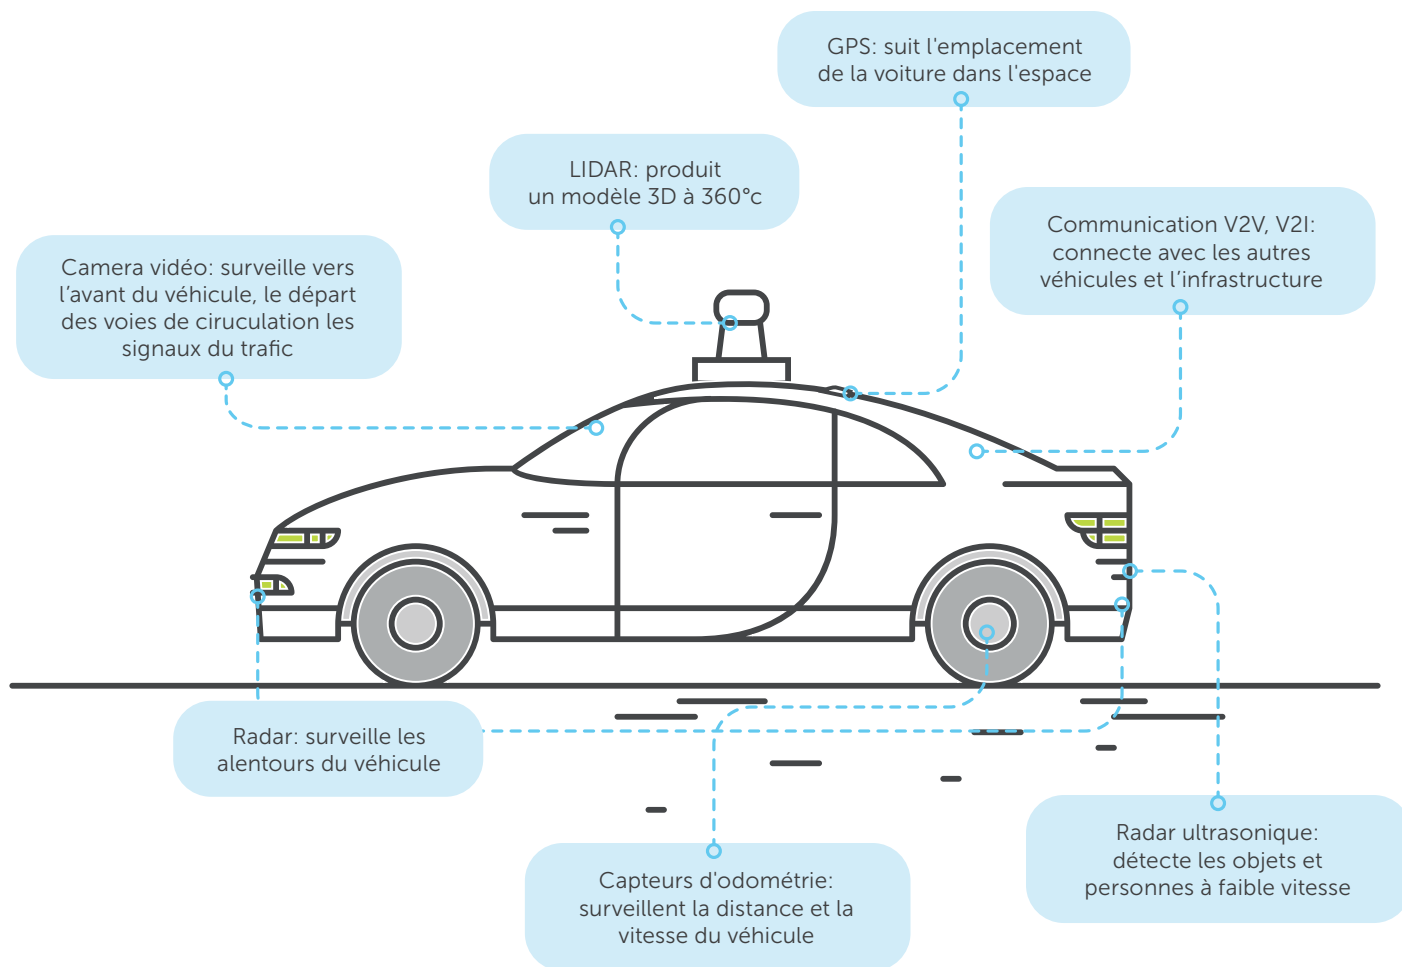 GPS: suit l'emplacement
de la voiture dans l'espace
LIDAR: produit
un modèle 3D à 360°c
Communication V2V, V2I:
connecte avec les autres
véhicules et l’infrastructure
Camera vidéo: surveille vers
l’avant du véhicule, le départ
des voies de ciruculation les
signaux du trafic
Radar: surveille les
alentours du véhicule
Radar ultrasonique:
détecte les objets et
personnes à faible vitesse
Capteurs d'odométrie:
surveillent la distance et la
vitesse du véhicule